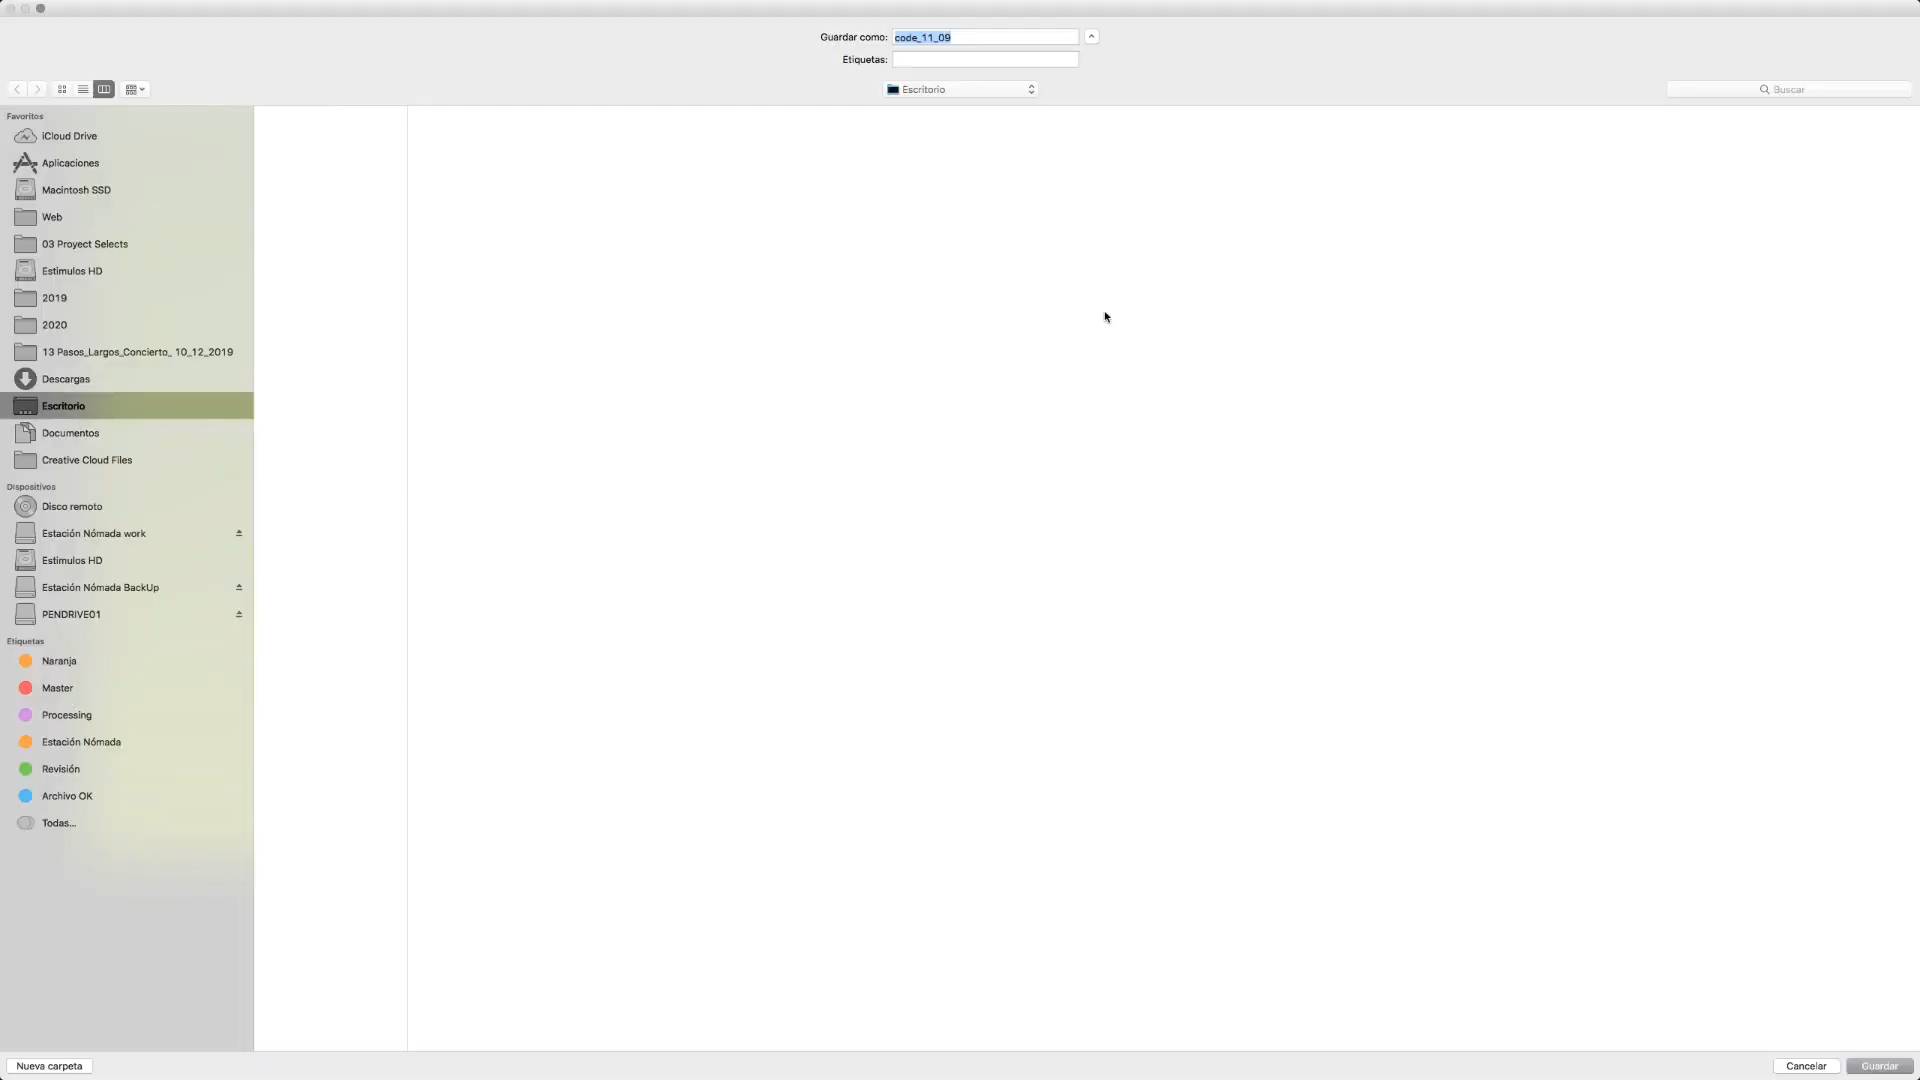 Guardar como: code_11_09
Etiquetas:
Escritorio
Buscar
Favoritos
iCloud Drive
Aplicaciones
Macintosh SSD
Web
03 Proyect Selects
Estimulos HD
2019
2020
13 Pasos_Largos_Concierto_ 10_12_2019
Descargas
Escritorio
Documentos
Creative Cloud Files
Dispositivos
Disco remoto
Estación Nómada work
Estimulos HD
Estación Nómada BackUp
PENDRIVE01
Etiquetas
Naranja
Master
Processing
Estación Nómada
Revisión
Archivo OK
Todas...
Nueva carpeta
Cancelar
Guardar